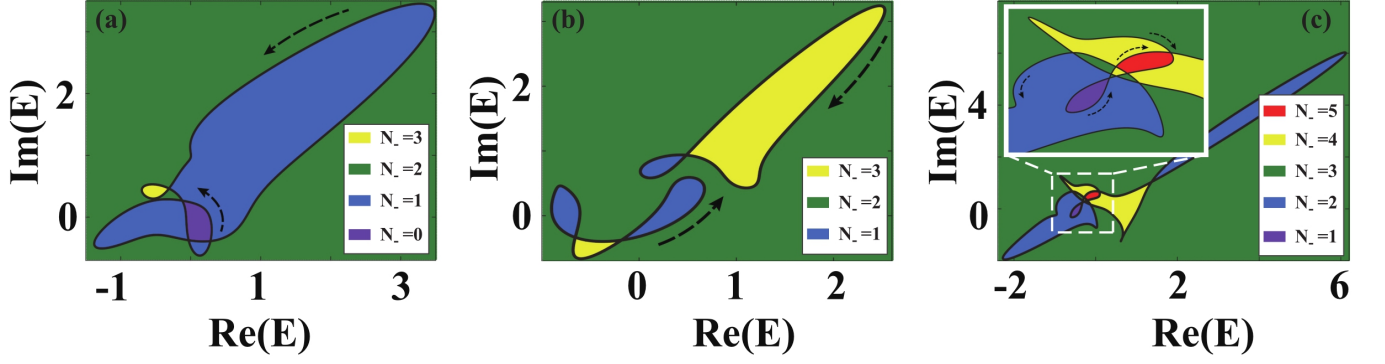 (a)
Im(E)
2
0
-1
1
3
Re(E)
N_ =3
N_ =2
N_ =1
N_ =0
(b)
Im(E)
2
0
0
1
2
Re(E)
N_ =3
N_ =2
N_ =1
(c)
Im(E)
4
0
-2
2
6
Re(E)
N_ =5
N_ =4
N_ =3
N_ =2
N_ =1